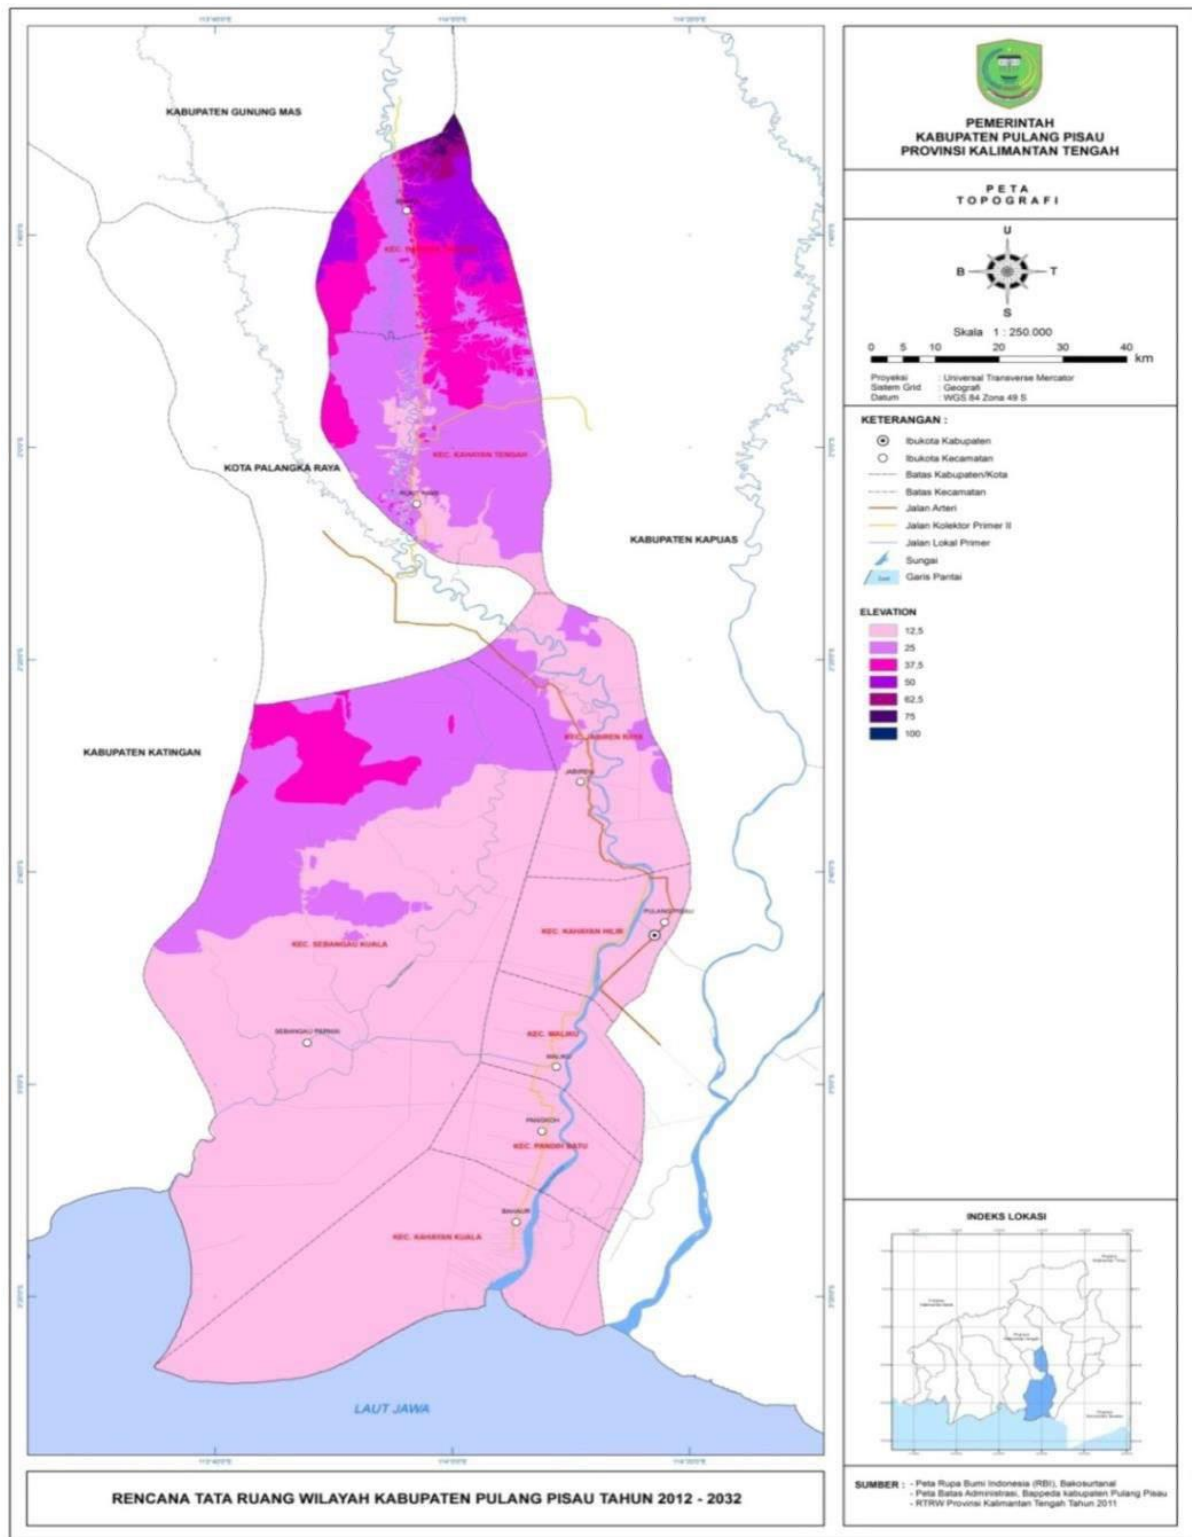 KABUPATEN GUNUNG MAS
KOTA PALANGKA RAYA
KEC. KAHAYAN TENGAH
KABUPATEN KAPUAS
KABUPATEN KATINGAN
KEC. JABIREN RAYA
JABIREN
PULANG PISAU
KEC. KAHAYAN HILIR
KEC. SEBANGAU KUALA
KEC. MALIKU
MALIKU
PANGKOH
KEC. PANDIH BATU
BAHAUR
KEC. KAHAYAN KUALA
LAUT JAWA
RENCANA TATA RUANG WILAYAH KABUPATEN PULANG PISAU TAHUN 2012 - 2032
PEMERINTAH
KABUPATEN PULANG PISAU
PROVINSI KALIMANTAN TENGAH
PETA
TOPOGRAFI
U
B T
S
Skala 1 : 250.000
0 5 10 20 30 40 km
Proyeksi : Universal Transverse Mercator
Sistem Grid : Geografi
Datum : WGS 84 Zona 49 S
KETERANGAN :
Ibukota Kabupaten
Ibukota Kecamatan
Batas Kabupaten/Kota
Batas Kecamatan
Jalan Arteri
Jalan Kolektor Primer II
Jalan Lokal Primer
Sungai
Garis Pantai
ELEVATION
12,5
25
37,5
50
62,5
75
100
INDEKS LOKASI
SUMBER : - Peta Rupa Bumi Indonesia (RBI), Bakosurtanal
- Peta Batas Administrasi, Bappeda kabupaten Pulang Pisau
- RTRW Provinsi Kalimantan Tengah Tahun 2011